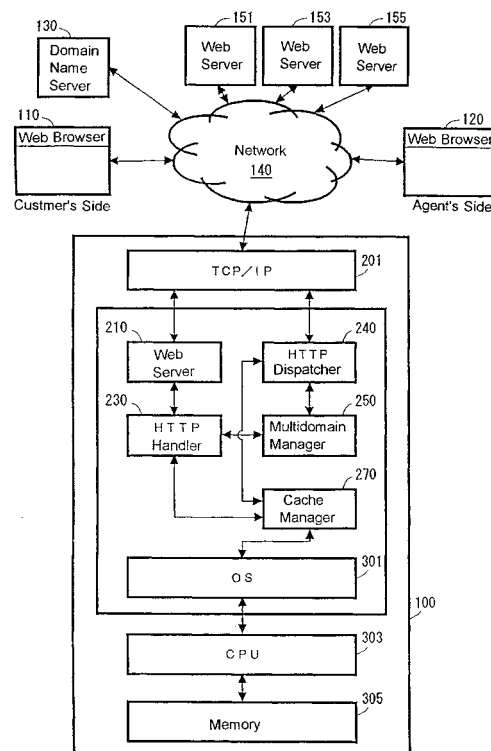 130
Domain
Name
Server
151
Web
Server
153
Web
Server
155
Web
Server
110
Web Browser
Custmer's Side
Network
140
120
Web Browser
Agent's Side
TCP/IP
201
210
Web
Server
240
HTTP
Dispatcher
230
HTTP
Handler
250
Multidomain
Manager
270
Cache
Manager
OS
301
100
CPU
303
Memory
305